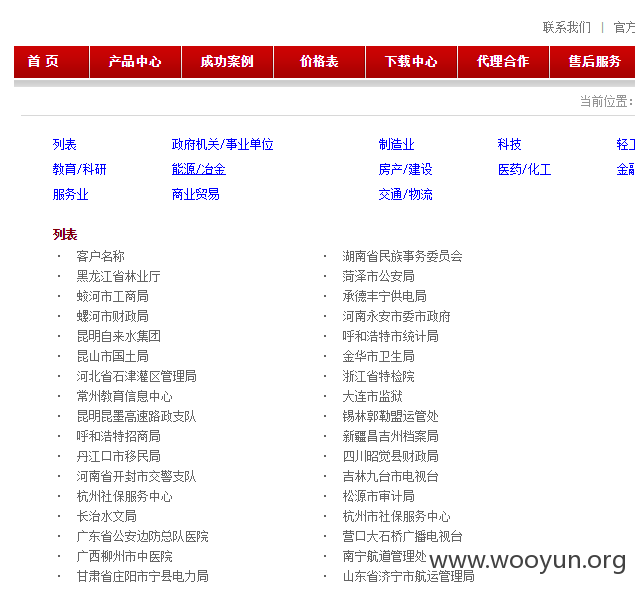 联系我们 | 官方
首 页 产品中心 成功案例 价格表 下载中心 代理合作 售后服务
当前位置:
列表 政府机关/事业单位 制造业 科技 轻工
教育/科研 能源/冶金 房产/建设 医药/化工 金融
服务业 商业贸易 交通/物流
列表
· 客户名称 · 湖南省民族事务委员会
· 黑龙江省林业厅 · 菏泽市公安局
· 蛟河市工商局 · 承德丰宁供电局
· 螺河市财政局 · 河南永安市委市政府
· 昆明自来水集团 · 呼和浩特市统计局
· 昆山市国土局 · 金华市卫生局
· 河北省石津灌区管理局 · 浙江省特检院
· 常州教育信息中心 · 大连市监狱
· 昆明昆墨高速路政支队 · 锡林郭勒盟运管处
· 呼和浩特招商局 · 新疆昌吉州档案局
· 丹江口市移民局 · 四川昭觉县财政局
· 河南省开封市交警支队 · 吉林九台市电视台
· 杭州社保服务中心 · 松源市审计局
· 长治水文局 · 杭州市社保服务中心
· 广东省公安边防总队医院 · 营口大石桥广播电视台
· 广西柳州市中医院 · 南宁航道管理处
· 甘肃省庄阳市宁县电力局 · 山东省济宁市航运管理局
www.wooyun.org